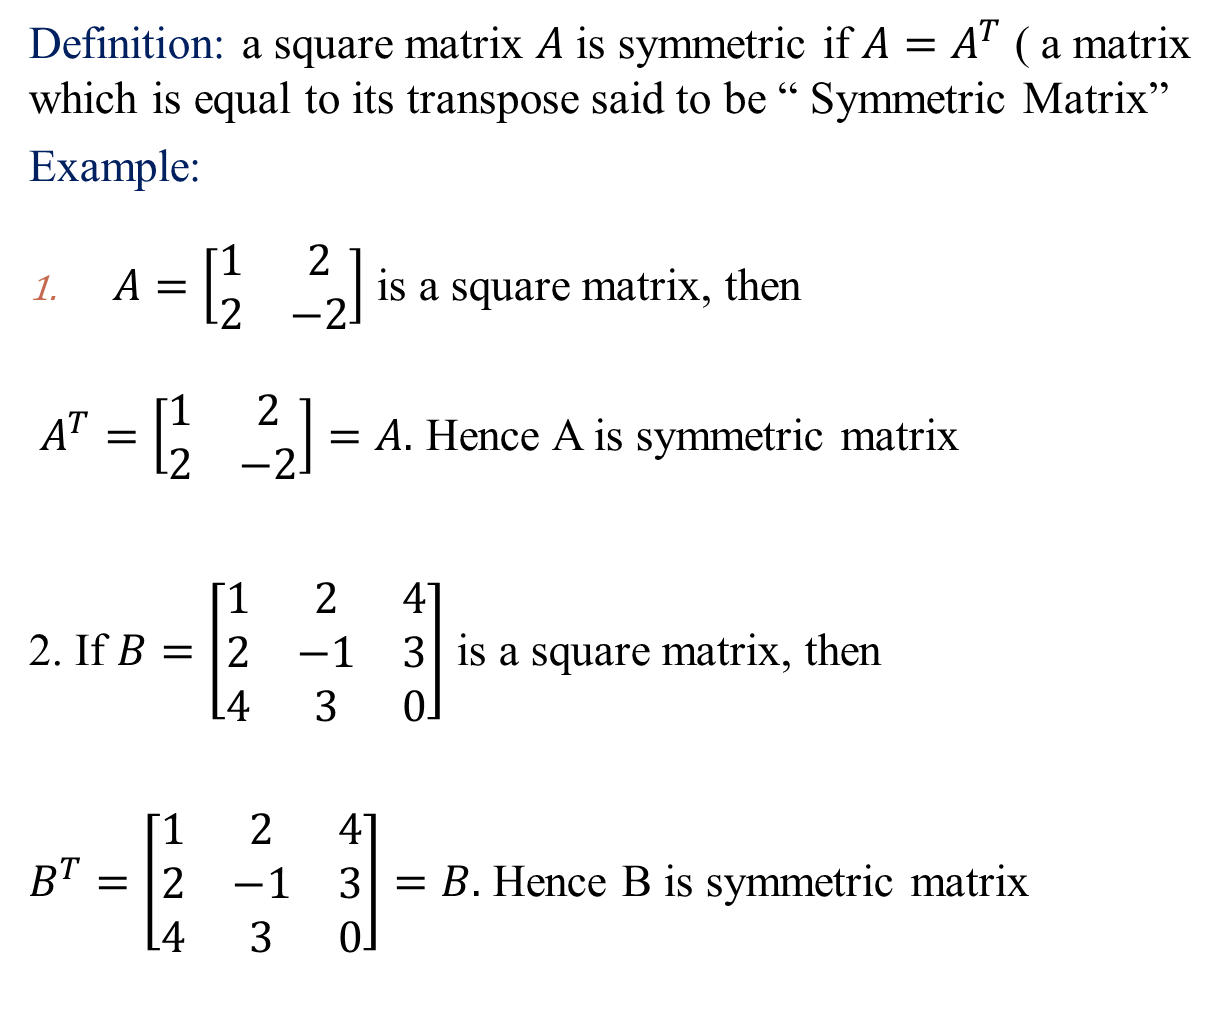 Definition: a square matrix A is symmetric if A = Aᵀ ( a matrix
which is equal to its transpose said to be “ Symmetric Matrix”
Example:
1. A = [1 2
2 −2] is a square matrix, then
Aᵀ = [1 2
2 −2] = A. Hence A is symmetric matrix
2. If B = [1 2 4
2 −1 3
4 3 0] is a square matrix, then
Bᵀ = [1 2 4
2 −1 3
4 3 0] = B. Hence B is symmetric matrix